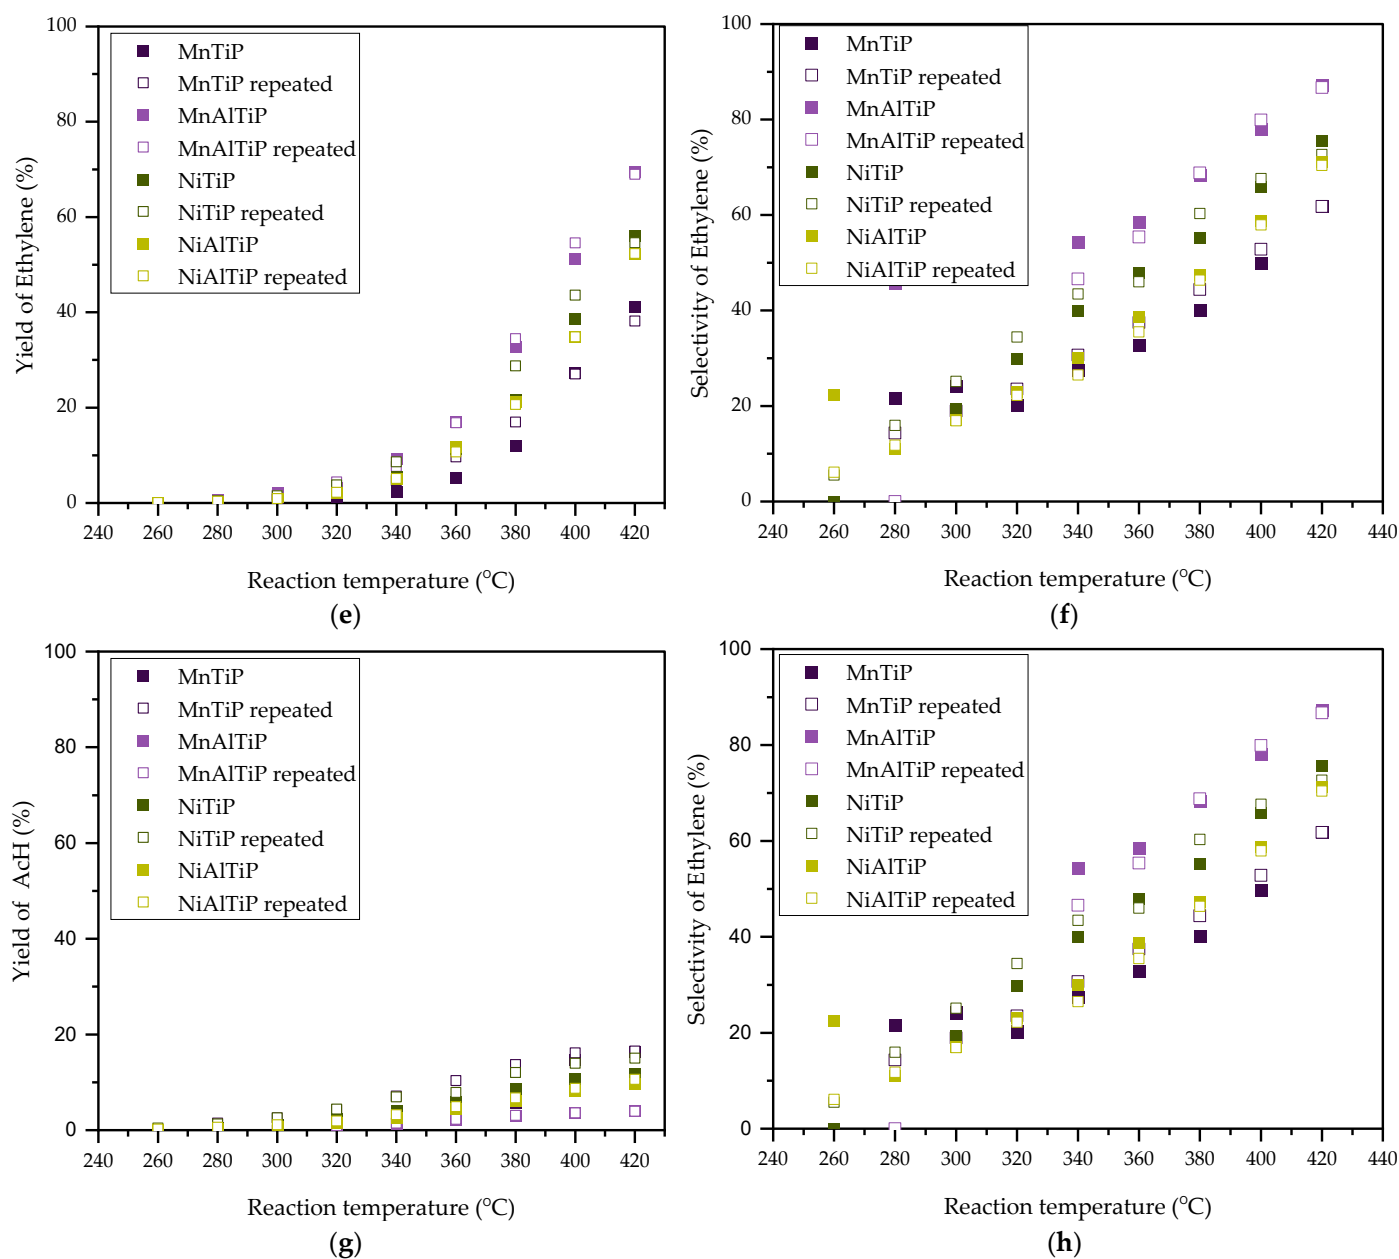 100
80
60
40
20
0
Yield of Ethylene (%)
MnTiP
MnTiP repeated
MnAlTiP
MnAlTiP repeated
NiTiP
NiTiP repeated
NiAlTiP
NiAlTiP repeated
240 260 280 300 320 340 360 380 400 420
Reaction temperature (°C)
(e)
100
80
60
40
20
0
Selectivity of Ethylene (%)
MnTiP
MnTiP repeated
MnAlTiP
MnAlTiP repeated
NiTiP
NiTiP repeated
NiAlTiP
NiAlTiP repeated
240 260 280 300 320 340 360 380 400 420 440
Reaction temperature (°C)
(f)
100
80
60
40
20
0
Yield of AcH (%)
MnTiP
MnTiP repeated
MnAlTiP
MnAlTiP repeated
NiTiP
NiTiP repeated
NiAlTiP
NiAlTiP repeated
240 260 280 300 320 340 360 380 400 420
Reaction temperature (°C)
(g)
100
80
60
40
20
0
Selectivity of Ethylene (%)
MnTiP
MnTiP repeated
MnAlTiP
MnAlTiP repeated
NiTiP
NiTiP repeated
NiAlTiP
NiAlTiP repeated
240 260 280 300 320 340 360 380 400 420 440
Reaction temperature (°C)
(h)